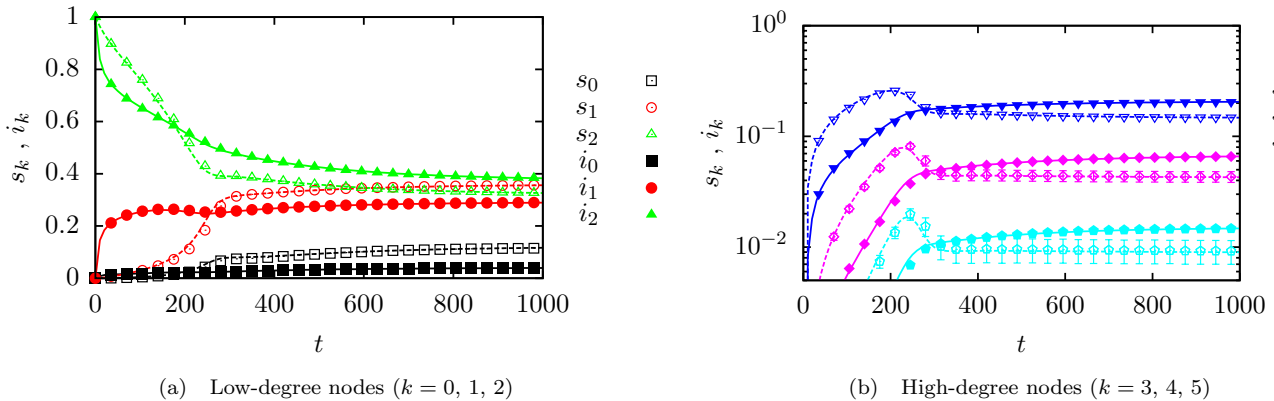 1
0.8
0.6
0.4
0.2
0
0 200 400 600 800 1000
s_k , i_k
t
s_0
s_1
s_2
i_0
i_1
i_2
(a) Low-degree nodes (k = 0, 1, 2)
10^0
10^{-1}
10^{-2}
0 200 400 600 800 1000
s_k , i_k
t
(b) High-degree nodes (k = 3, 4, 5)